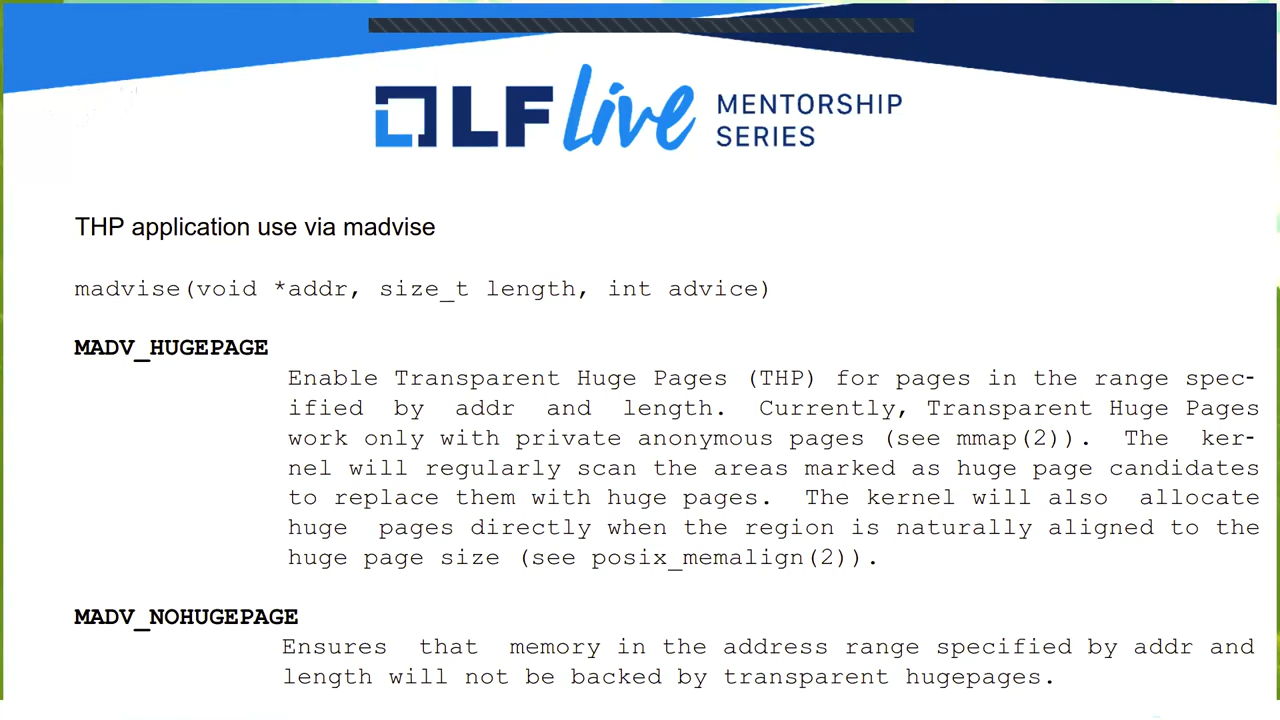 LF Live MENTORSHIP
SERIES
THP application use via madvise
madvise(void *addr, size_t length, int advice)
MADV_HUGEPAGE
Enable Transparent Huge Pages (THP) for pages in the range spec-
ified by addr and length. Currently, Transparent Huge Pages
work only with private anonymous pages (see mmap(2)). The ker-
nel will regularly scan the areas marked as huge page candidates
to replace them with huge pages. The kernel will also allocate
huge pages directly when the region is naturally aligned to the
huge page size (see posix_memalign(2)).
MADV_NOHUGEPAGE
Ensures that memory in the address range specified by addr and
length will not be backed by transparent hugepages.